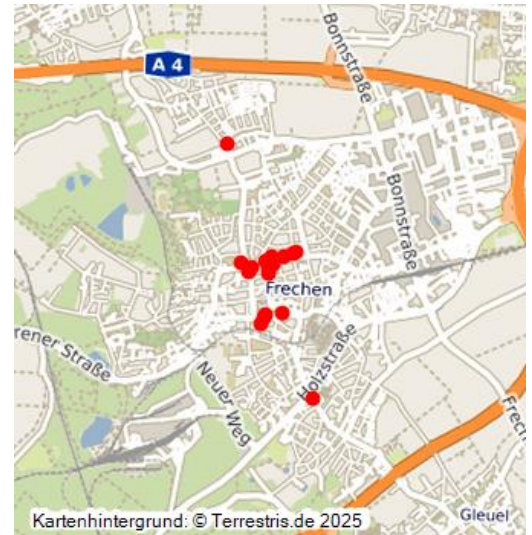 A 4
Bonnstraße
Bonnstraße
Frechen
rener Straße
Holzstraße
Neuer Weg
Frech
Gleuel
Kartenhintergrund: © Terrestris.de 2025